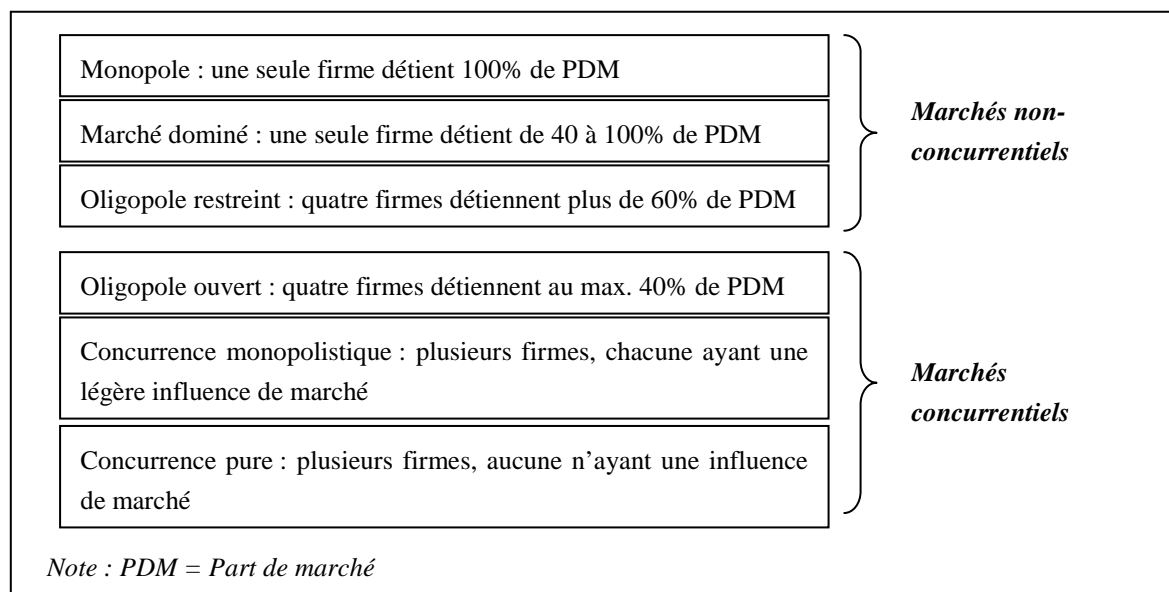 Monopole : une seule firme détient 100% de PDM
Marché dominé : une seule firme détient de 40 à 100% de PDM
Oligopole restreint : quatre firmes détiennent plus de 60% de PDM
Marchés non-
concurrentiels
Oligopole ouvert : quatre firmes détiennent au max. 40% de PDM
Concurrence monopolistique : plusieurs firmes, chacune ayant une
légère influence de marché
Concurrence pure : plusieurs firmes, aucune n’ayant une influence
de marché
Marchés
concurrentiels
Note : PDM = Part de marché